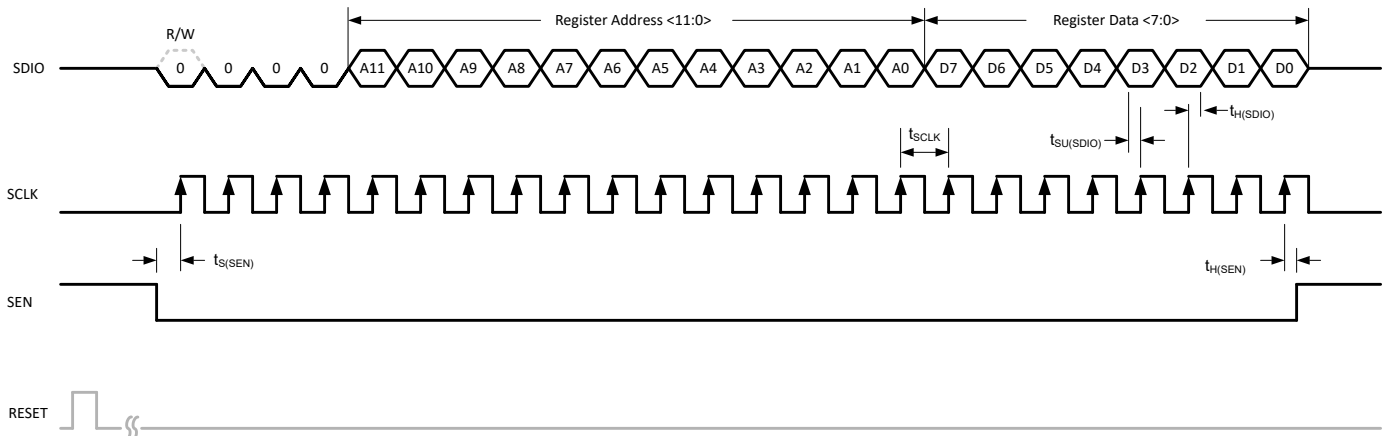 Register Address <11:0> Register Data <7:0>
R/W
SDIO 0 0 0 0 A11 A10 A9 A8 A7 A6 A5 A4 A3 A2 A1 A0 D7 D6 D5 D4 D3 D2 D1 D0
tH(SDIO)
tSCLK
tSU(SDIO)
SCLK
tS(SEN)
tH(SEN)
SEN
RESET